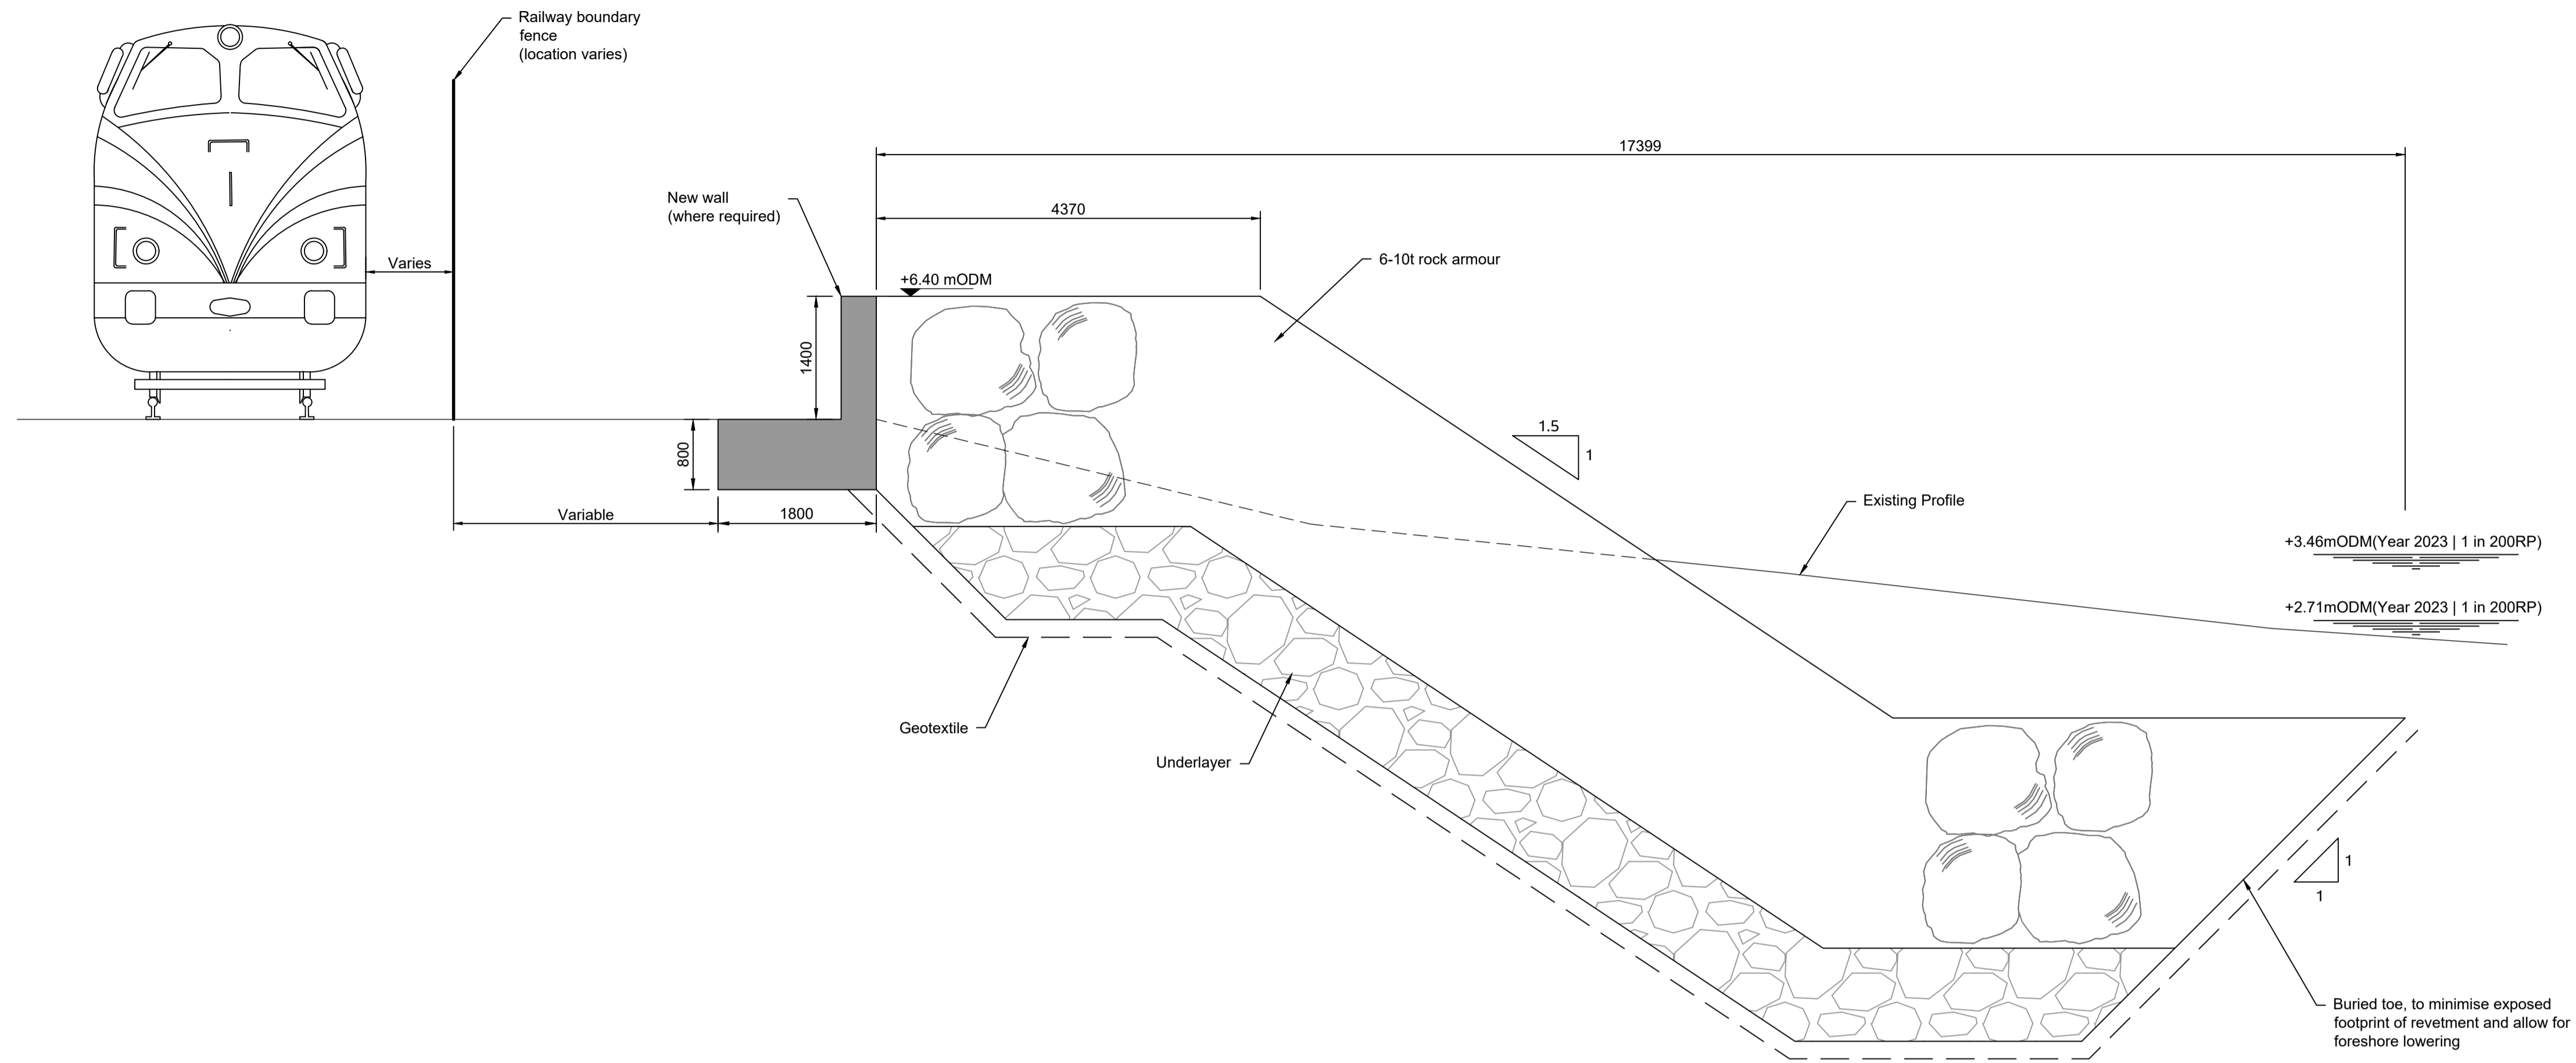 Railway boundary
fence
(location varies)
17399
New wall
(where required)
4370
6-10t rock armour
Varies
+6.40 mODM
1400
1.5
1
800
Existing Profile
Variable
1800
+3.46mODM(Year 2023 | 1 in 200RP)
+2.71mODM(Year 2023 | 1 in 200RP)
Geotextile
Underlayer
1
1
Buried toe, to minimise exposed
footprint of revetment and allow for
foreshore lowering